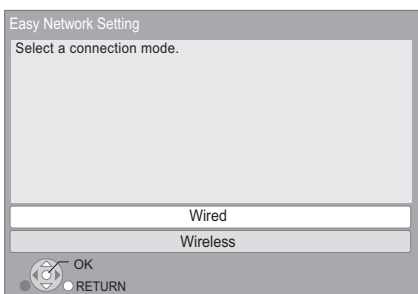 Easy Network Setting
Select a connection mode.
Wired
Wireless
OK
RETURN